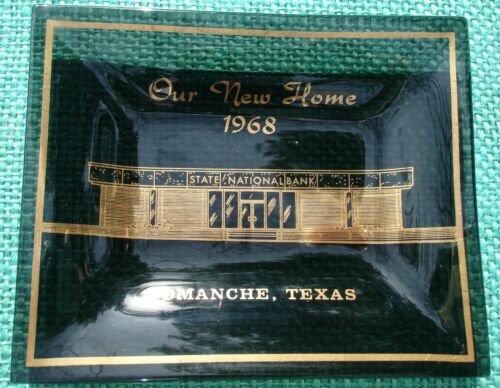 Our New Home
1968
STATE NATIONAL BANK
COMANCHE, TEXAS